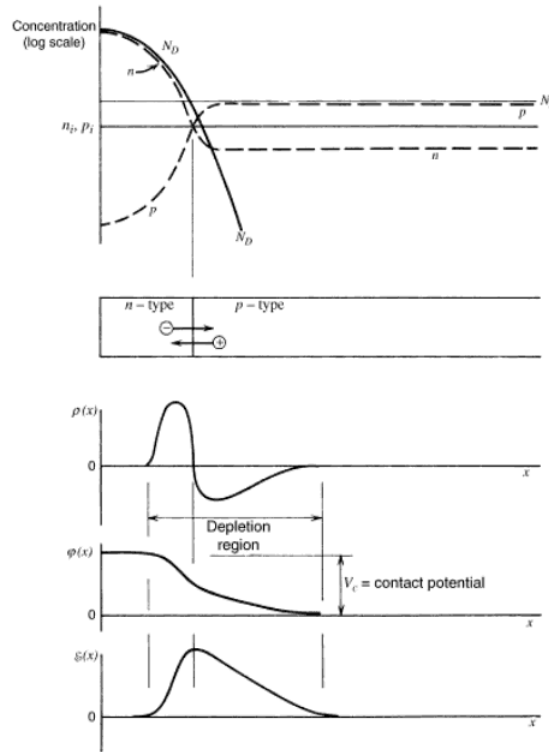 Concentration
(log scale)
N_D
n
N
p
n_i, p_i
n
p
N_D
n – type
p – type
−
+
ρ(x)
0
x
Depletion
region
φ(x)
V_c = contact potential
0
x
ℰ(x)
0
x